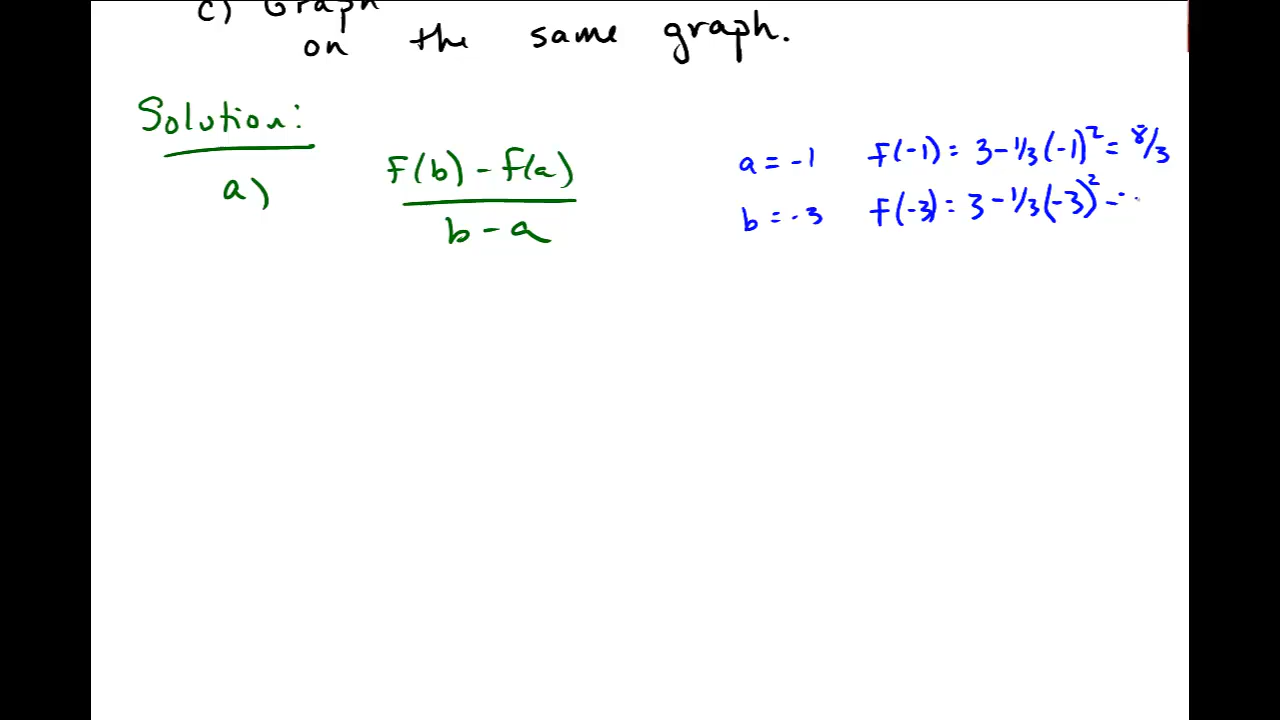 c) Graph
on the same graph.
Solution:
a) F(b) - f(a)
b - a
a = -1 f(-1) = 3 - 1/3 (-1)² = 8/3
b = -3 f(-3) = 3 - 1/3 (-3)² =